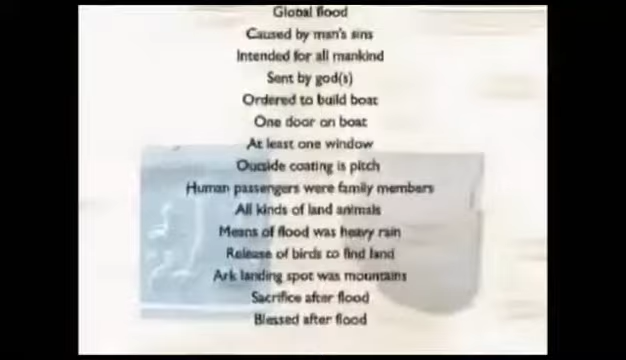 Global flood
Caused by man's sins
Intended for all mankind
Sent by god(s)
Ordered to build boat
One door on boat
At least one window
Outside coating is pitch
Human passengers were family members
All kinds of land animals
Means of flood was heavy rain
Release of birds to find land
Ark landing spot was mountains
Sacrifice after flood
Blessed after flood